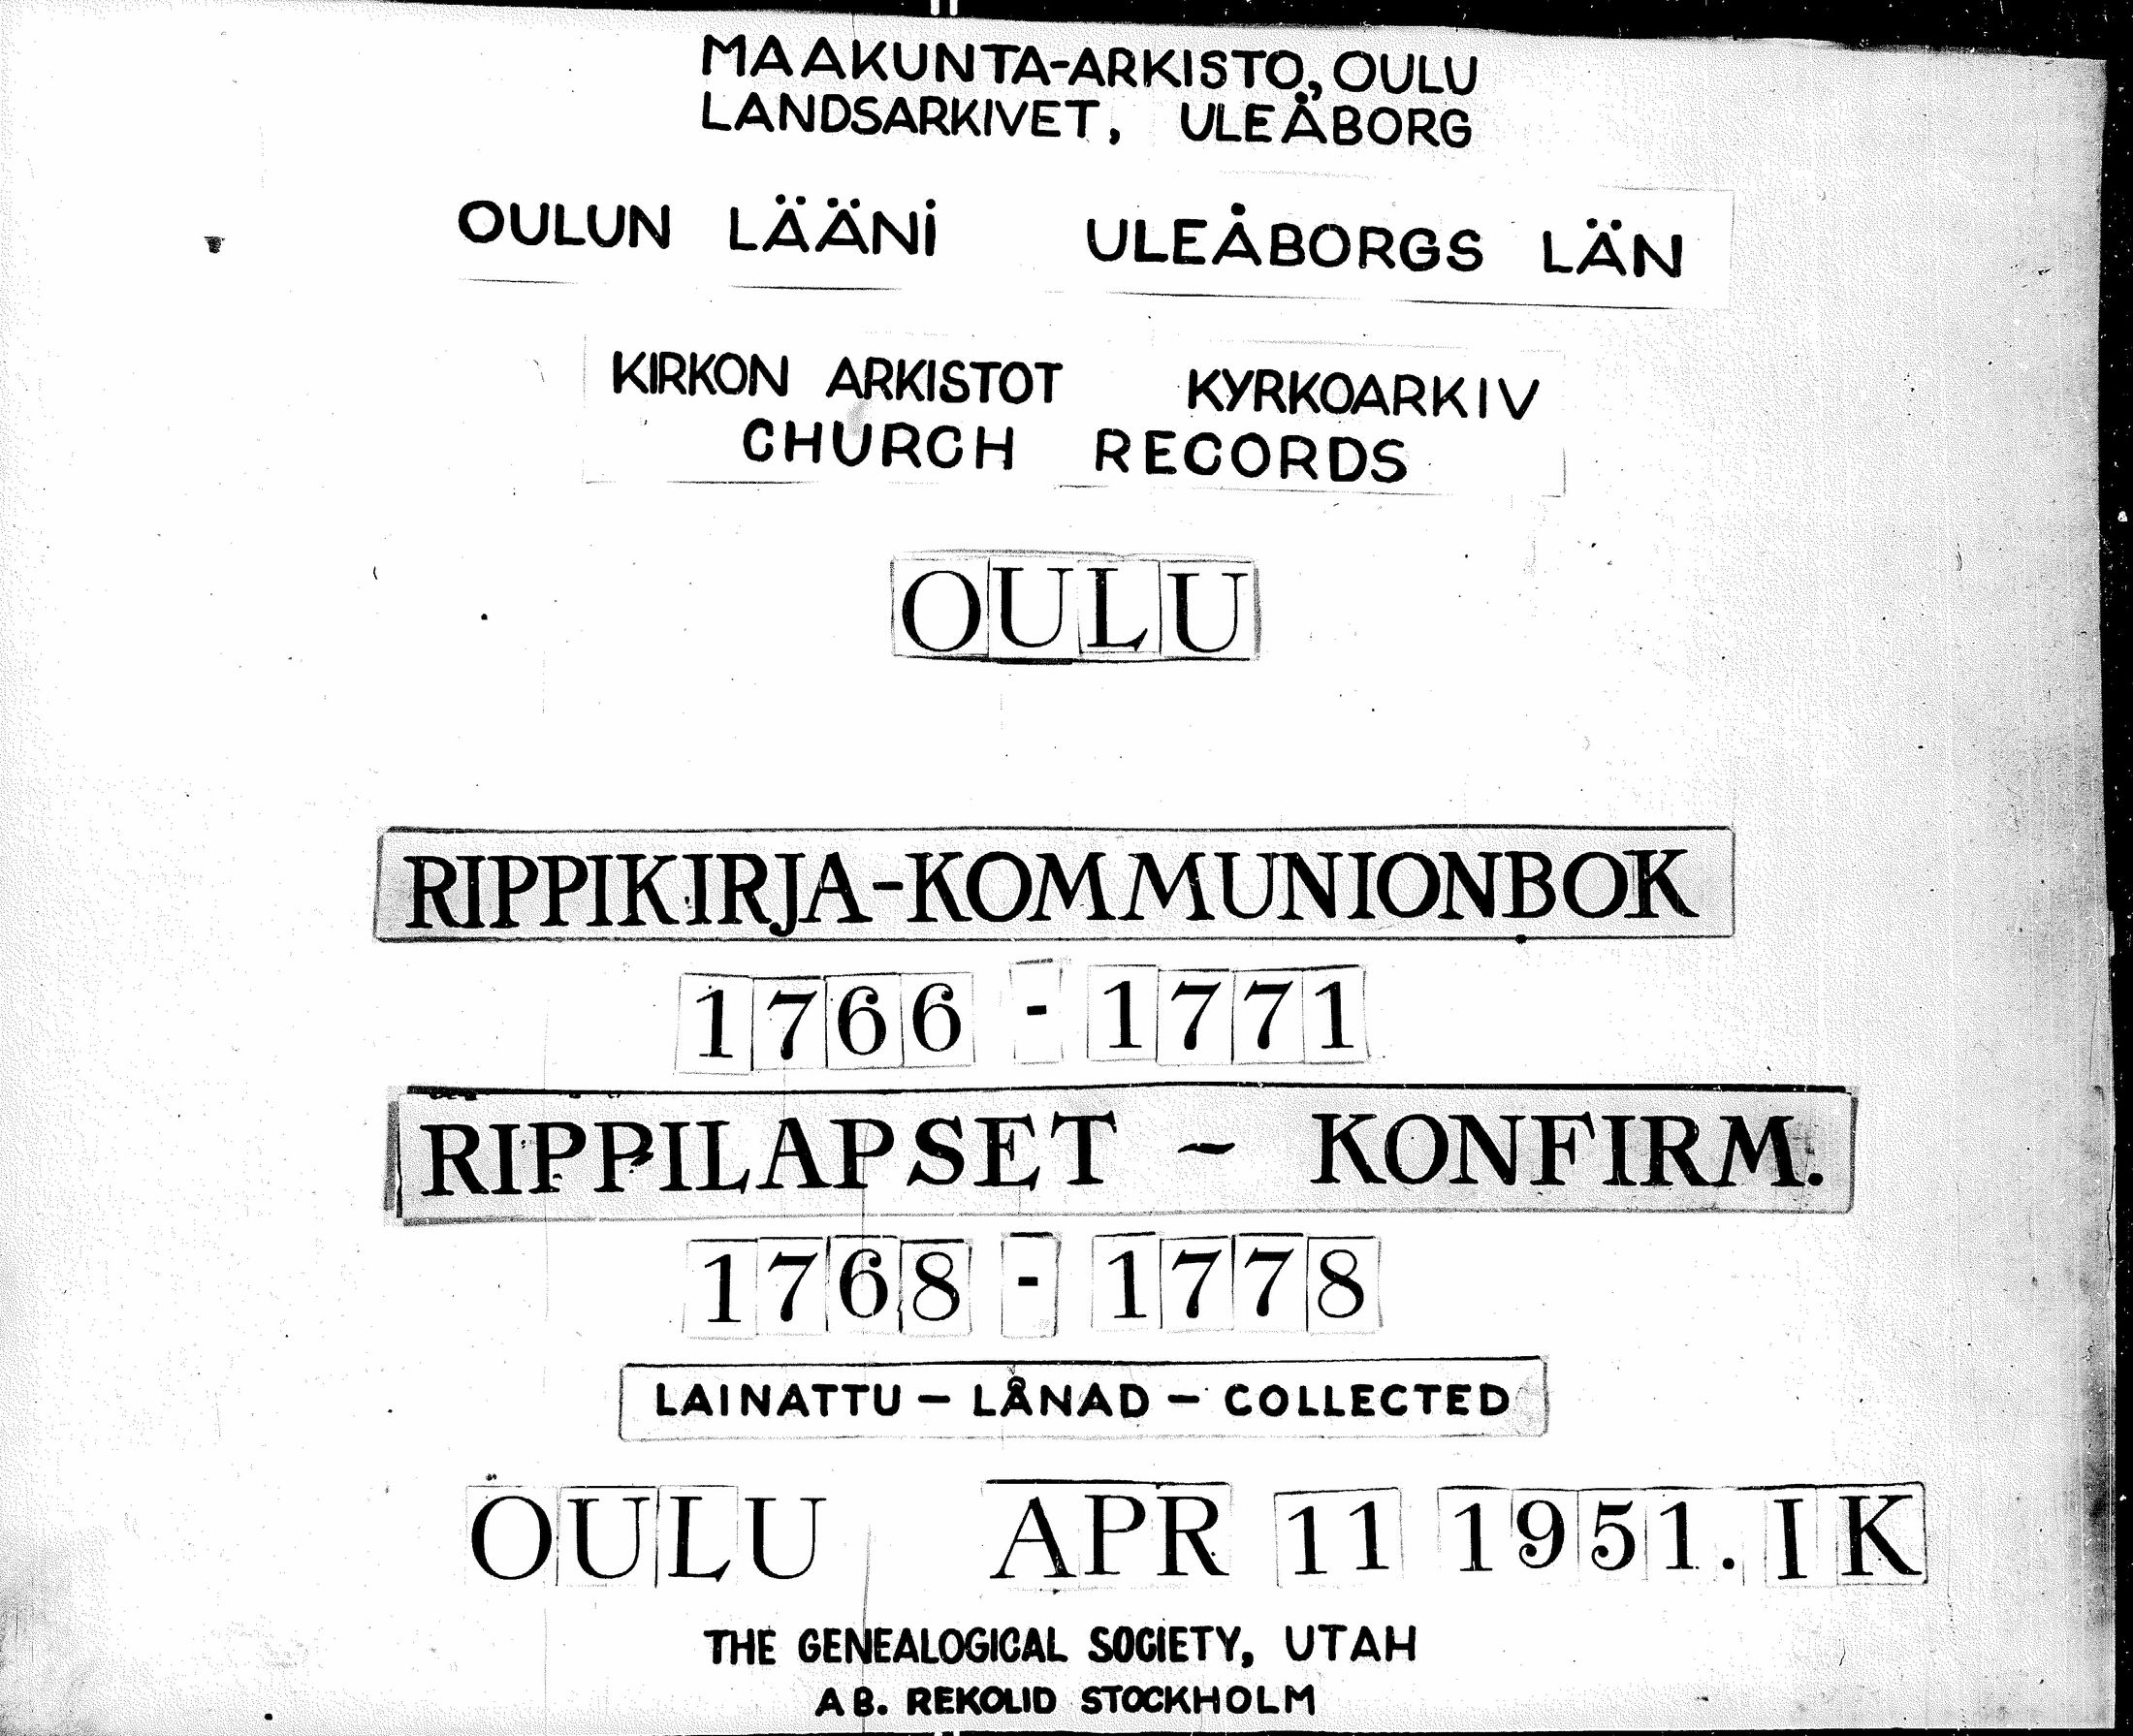 MAAKUNTA-ARKISTO, OULU
LANDSARKIVET, ULEÅBORG
OULUN LÄÄNI ULEÅBORGS LÄN
KIRKON ARKISTOT KYRKOARKIV
CHURCH RECORDS
OULU
RIPPIKIRJA-KOMMUNIONBOK
1766 - 1771
RIPPILAPSET - KONFIRM.
1768 - 1778
LAINATTU - LÅNAD - COLLECTED
OULU APR 11 1951. IK
THE GENEALOGICAL SOCIETY, UTAH
AB. REKOLID STOCKHOLM